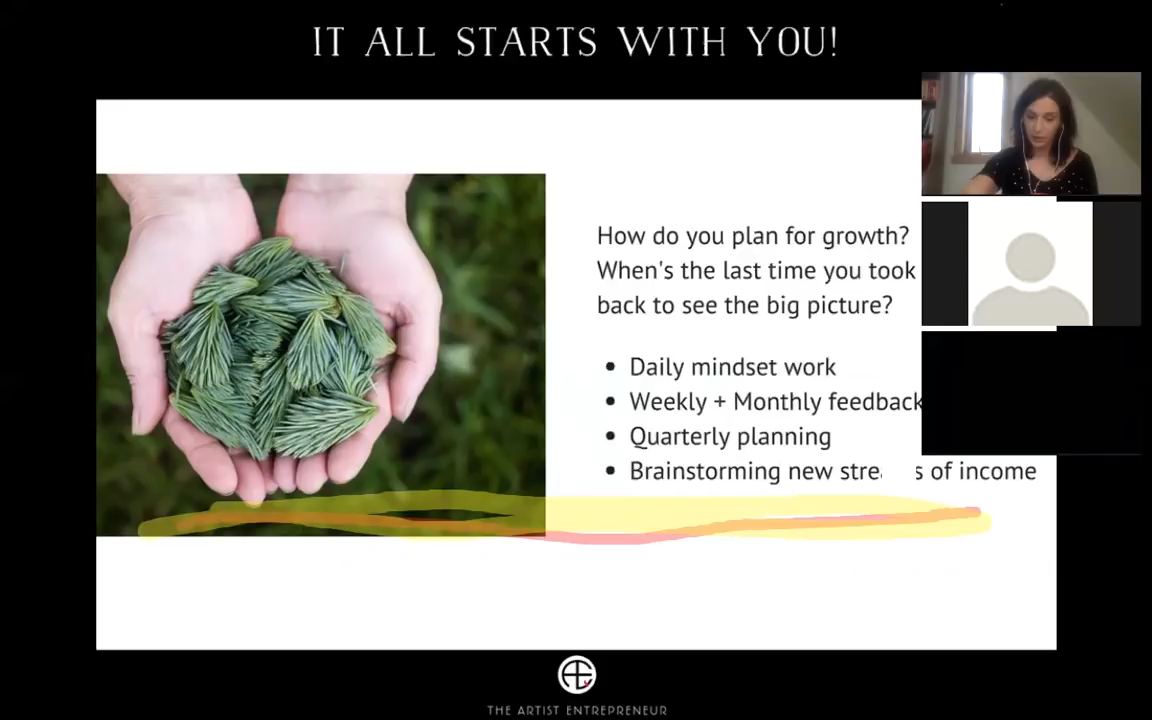 IT ALL STARTS WITH YOU!
How do you plan for growth?
When's the last time you took
back to see the big picture?
• Daily mindset work
• Weekly + Monthly feedback
• Quarterly planning
• Brainstorming new of income
THE ARTIST ENTREPRENEUR